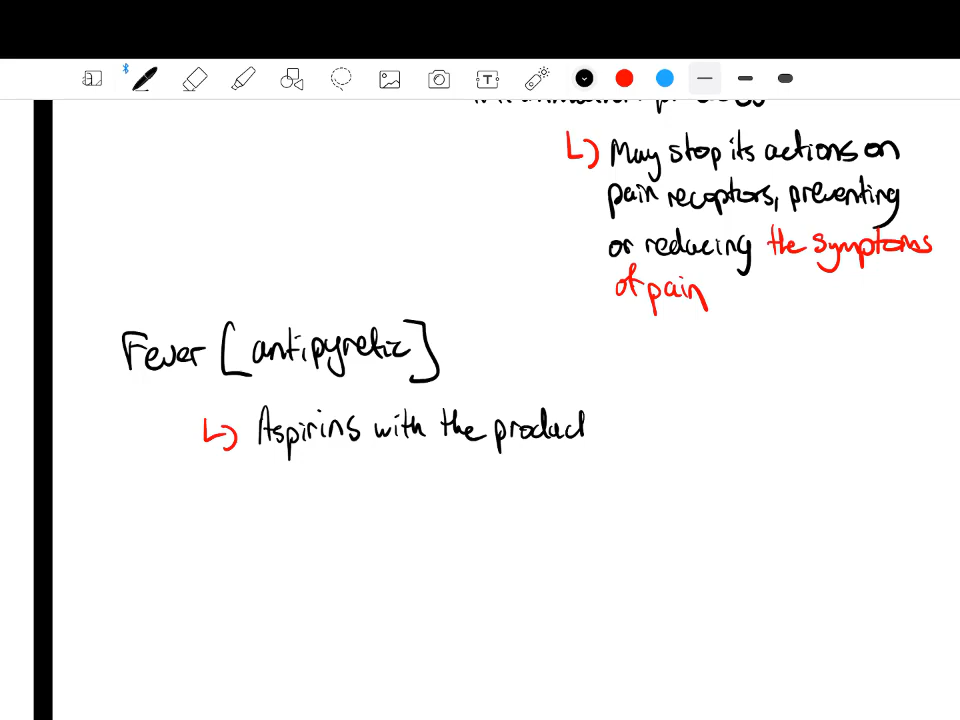 May stop its actions on
pain receptors, preventing
or reducing the symptoms
of pain
Fever [antipyretic]
Aspirins with the product